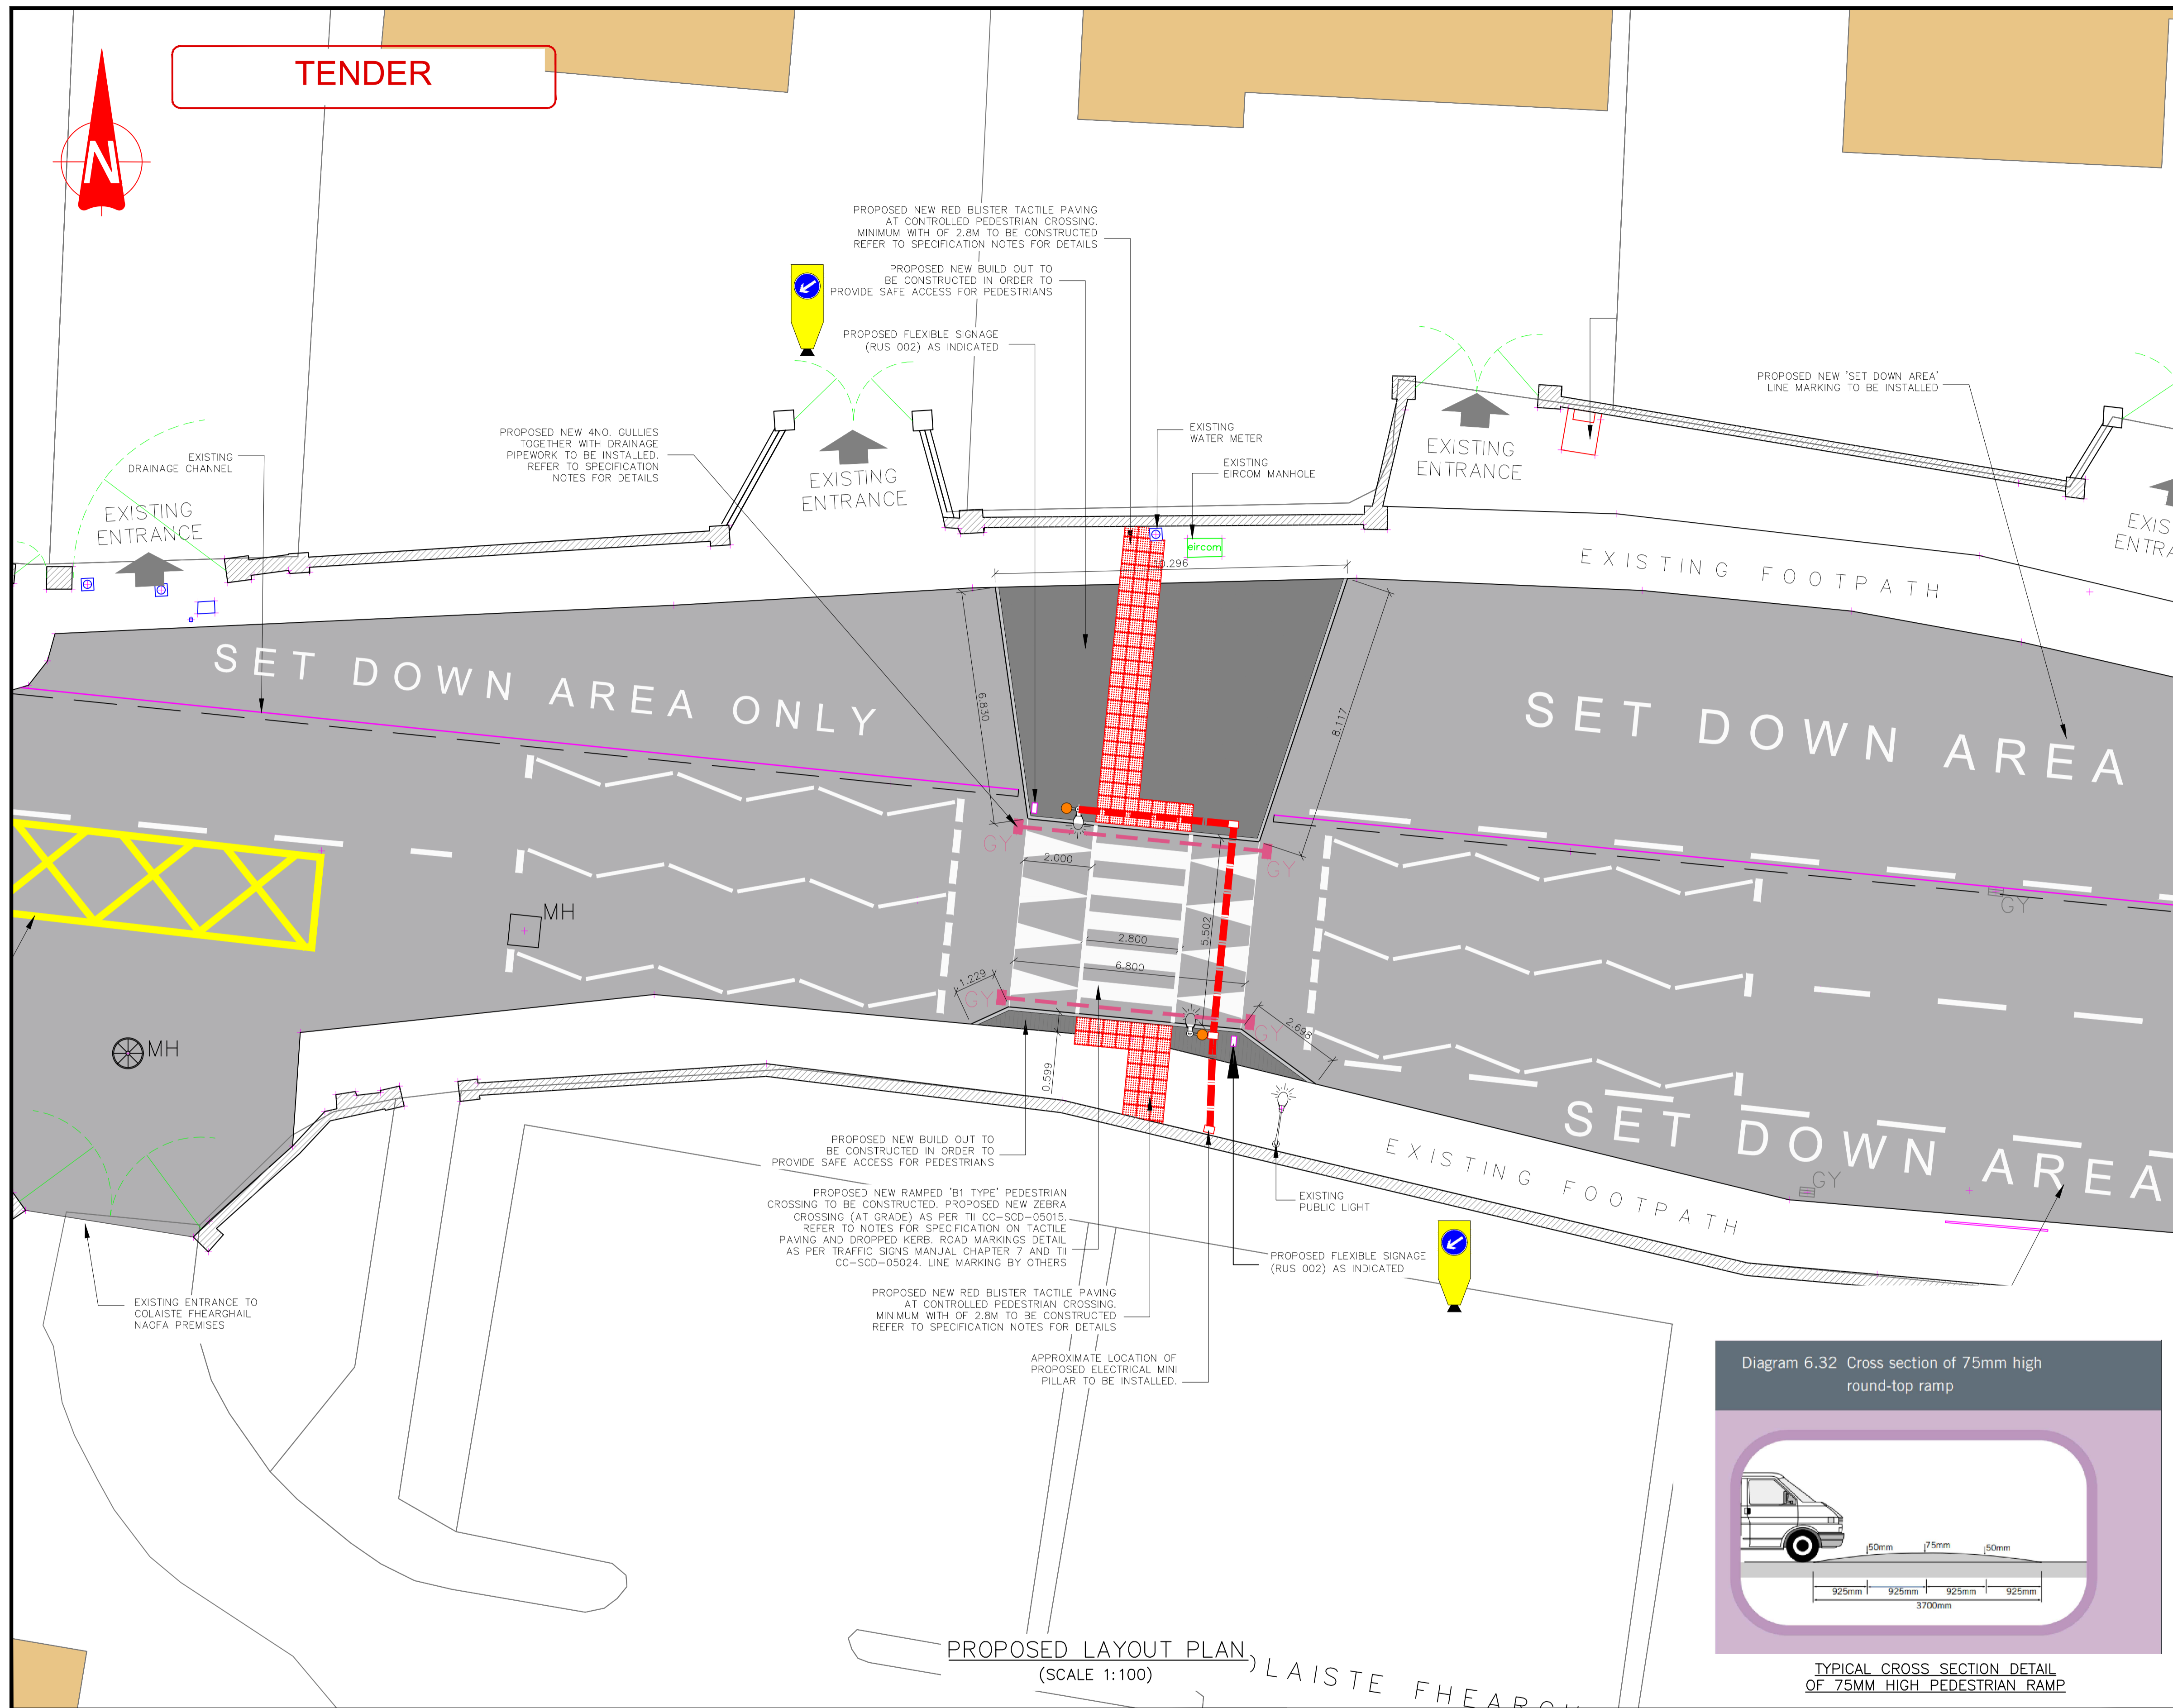 TENDER
N
PROPOSED NEW RED BLISTER TACTILE PAVING
AT CONTROLLED PEDESTRIAN CROSSING.
MINIMUM WITH OF 2.8M TO BE CONSTRUCTED
REFER TO SPECIFICATION NOTES FOR DETAILS
PROPOSED NEW BUILD OUT TO
BE CONSTRUCTED IN ORDER TO
PROVIDE SAFE ACCESS FOR PEDESTRIANS
PROPOSED FLEXIBLE SIGNAGE
(RUS 002) AS INDICATED
PROPOSED NEW 'SET DOWN AREA'
LINE MARKING TO BE INSTALLED
PROPOSED NEW 4NO. GULLIES
TOGETHER WITH DRAINAGE
PIPEWORK TO BE INSTALLED.
REFER TO SPECIFICATION
NOTES FOR DETAILS
EXISTING
DRAINAGE CHANNEL
EXISTING
WATER METER
EXISTING
EIRCOM MANHOLE
EXISTING
ENTRANCE
EXISTING
ENTRANCE
EXISTING
ENTRANCE
EXIS
ENTRA
eircom
10.296
EXISTING FOOTPATH
SET DOWN AREA ONLY
6.830
8.117
SET DOWN AREA
GY
GY
GY
2.000
MH
5.502
2.800
6.800
1.229
GY
GY
2.698
MH
0.599
SET DOWN AREA
GY
EXISTING FOOTPATH
PROPOSED NEW BUILD OUT TO
BE CONSTRUCTED IN ORDER TO
PROVIDE SAFE ACCESS FOR PEDESTRIANS
PROPOSED NEW RAMPED 'B1 TYPE' PEDESTRIAN
CROSSING TO BE CONSTRUCTED. PROPOSED NEW ZEBRA
CROSSING (AT GRADE) AS PER TII CC-SCD-05015.
REFER TO NOTES FOR SPECIFICATION ON TACTILE
PAVING AND DROPPED KERB. ROAD MARKINGS DETAIL
AS PER TRAFFIC SIGNS MANUAL CHAPTER 7 AND TII
CC-SCD-05024. LINE MARKING BY OTHERS
EXISTING
PUBLIC LIGHT
PROPOSED FLEXIBLE SIGNAGE
(RUS 002) AS INDICATED
EXISTING ENTRANCE TO
COLAISTE FHEARGHAIL
NAOFA PREMISES
PROPOSED NEW RED BLISTER TACTILE PAVING
AT CONTROLLED PEDESTRIAN CROSSING.
MINIMUM WITH OF 2.8M TO BE CONSTRUCTED
REFER TO SPECIFICATION NOTES FOR DETAILS
APPROXIMATE LOCATION OF
PROPOSED ELECTRICAL MINI
PILLAR TO BE INSTALLED.
Diagram 6.32 Cross section of 75mm high
round-top ramp
50mm 75mm 50mm
925mm 925mm 925mm 925mm
3700mm
TYPICAL CROSS SECTION DETAIL
OF 75MM HIGH PEDESTRIAN RAMP
PROPOSED LAYOUT PLAN
(SCALE 1:100)
LAISTE